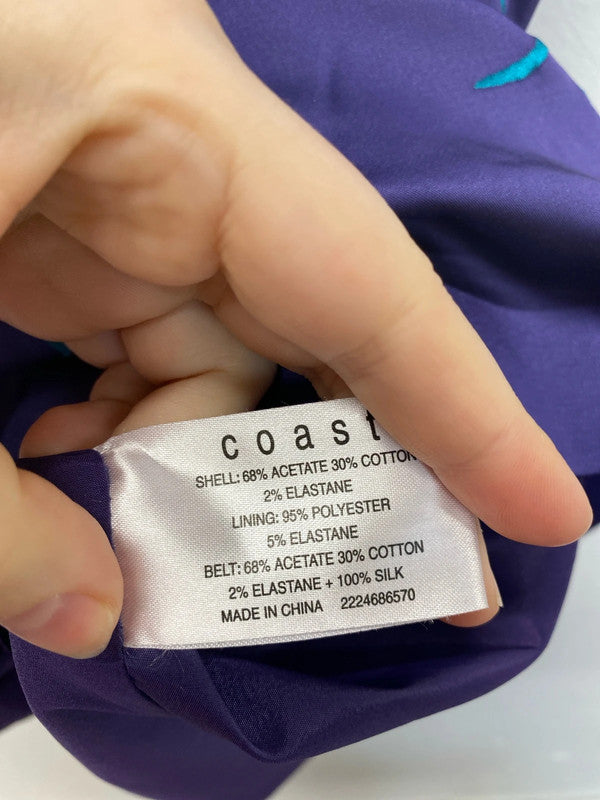 coast
SHELL: 68% ACETATE 30% COTTON
2% ELASTANE
LINING: 95% POLYESTER
5% ELASTANE
BELT: 68% ACETATE 30% COTTON
2% ELASTANE + 100% SILK
MADE IN CHINA 2224686570